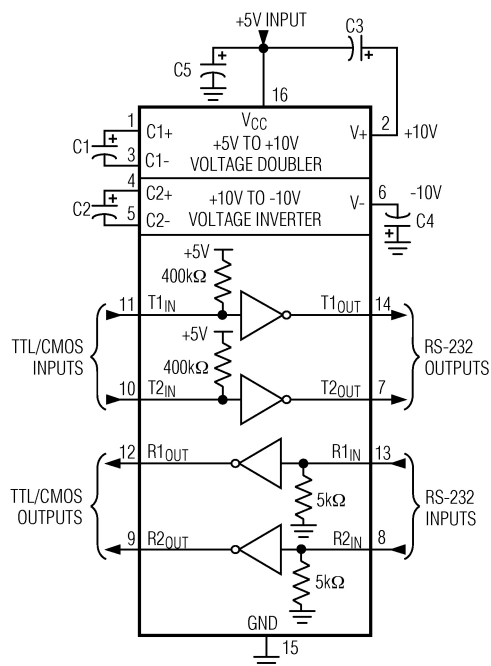 +5V INPUT
C3
+
C5
+
16
VCC
1
C1+
C1
+
3
C1-
+5V TO +10V
VOLTAGE DOUBLER
V+
2
+10V
4
C2+
C2
+
5
C2-
+10V TO -10V
VOLTAGE INVERTER
V-
6
-10V
C4
+
+5V
400kΩ
11
T1IN
T1OUT
14
+5V
400kΩ
TTL/CMOS
INPUTS
RS-232
OUTPUTS
10
T2IN
T2OUT
7
12
R1OUT
R1IN
13
5kΩ
TTL/CMOS
OUTPUTS
RS-232
INPUTS
9
R2OUT
R2IN
8
5kΩ
GND
15